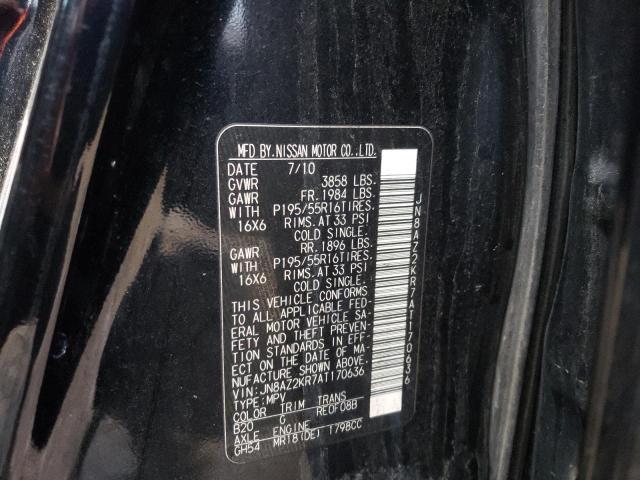 MFD BY.NISSAN MOTOR CO.,LTD.
DATE 7/10
GVWR 3858 LBS.
GAWR FR. 1984 LBS.
WITH P195/55R16TIRES.
16X6 RIMS.AT 33 PSI
COLD SINGLE.
GAWR RR. 1896 LBS.
WITH P195/55R16TIRES.
16X6 RIMS.AT 33 PSI
COLD SINGLE.
THIS VEHICLE CONFORMS
TO ALL APPLICABLE FED-
ERAL MOTOR VEHICLE SA-
FETY AND THEFT PREVEN-
TION STANDARDS IN EFF-
ECT ON THE DATE OF MA-
NUFACTURE SHOWN ABOVE.
VIN: JN8AZ2KR7AT170636
TYPE:MPV
COLOR TRIM TRANS
B20 G RE0F08B
AXLE ENGINE
GH54 MR18(DE) 1798CC
JN8AZ2KR7AT170636